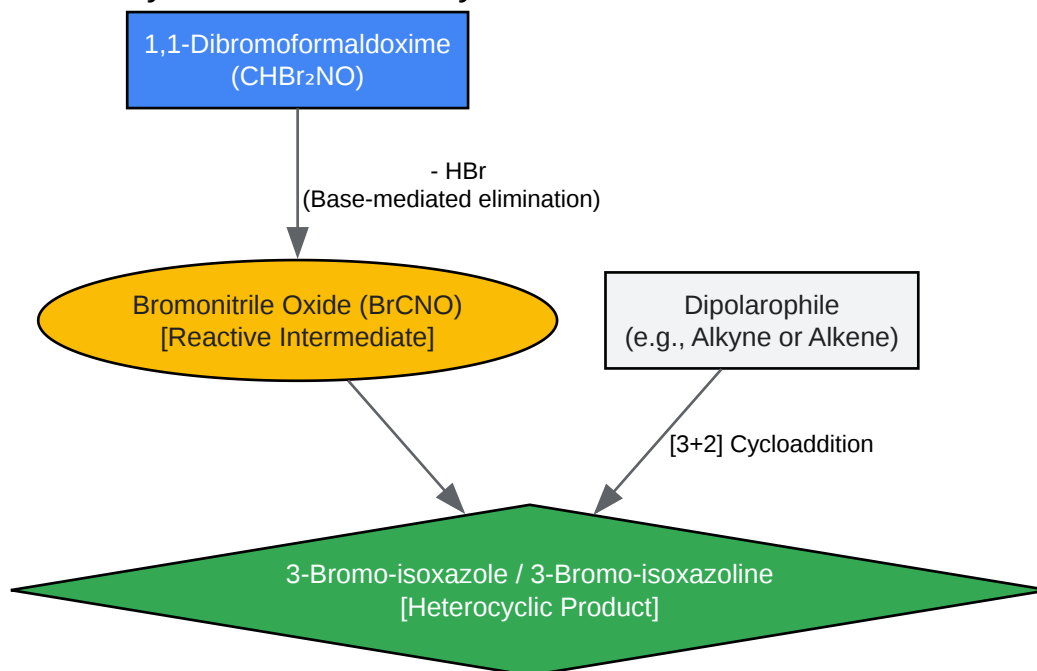 1,1-Dibromoformaldoxime
(CHBr₂NO)
- HBr
(Base-mediated elimination)
Bromonitrile Oxide (BrCNO)
[Reactive Intermediate]
Dipolarophile
(e.g., Alkyne or Alkene)
[3+2] Cycloaddition
3-Bromo-isoxazole / 3-Bromo-isoxazoline
[Heterocyclic Product]